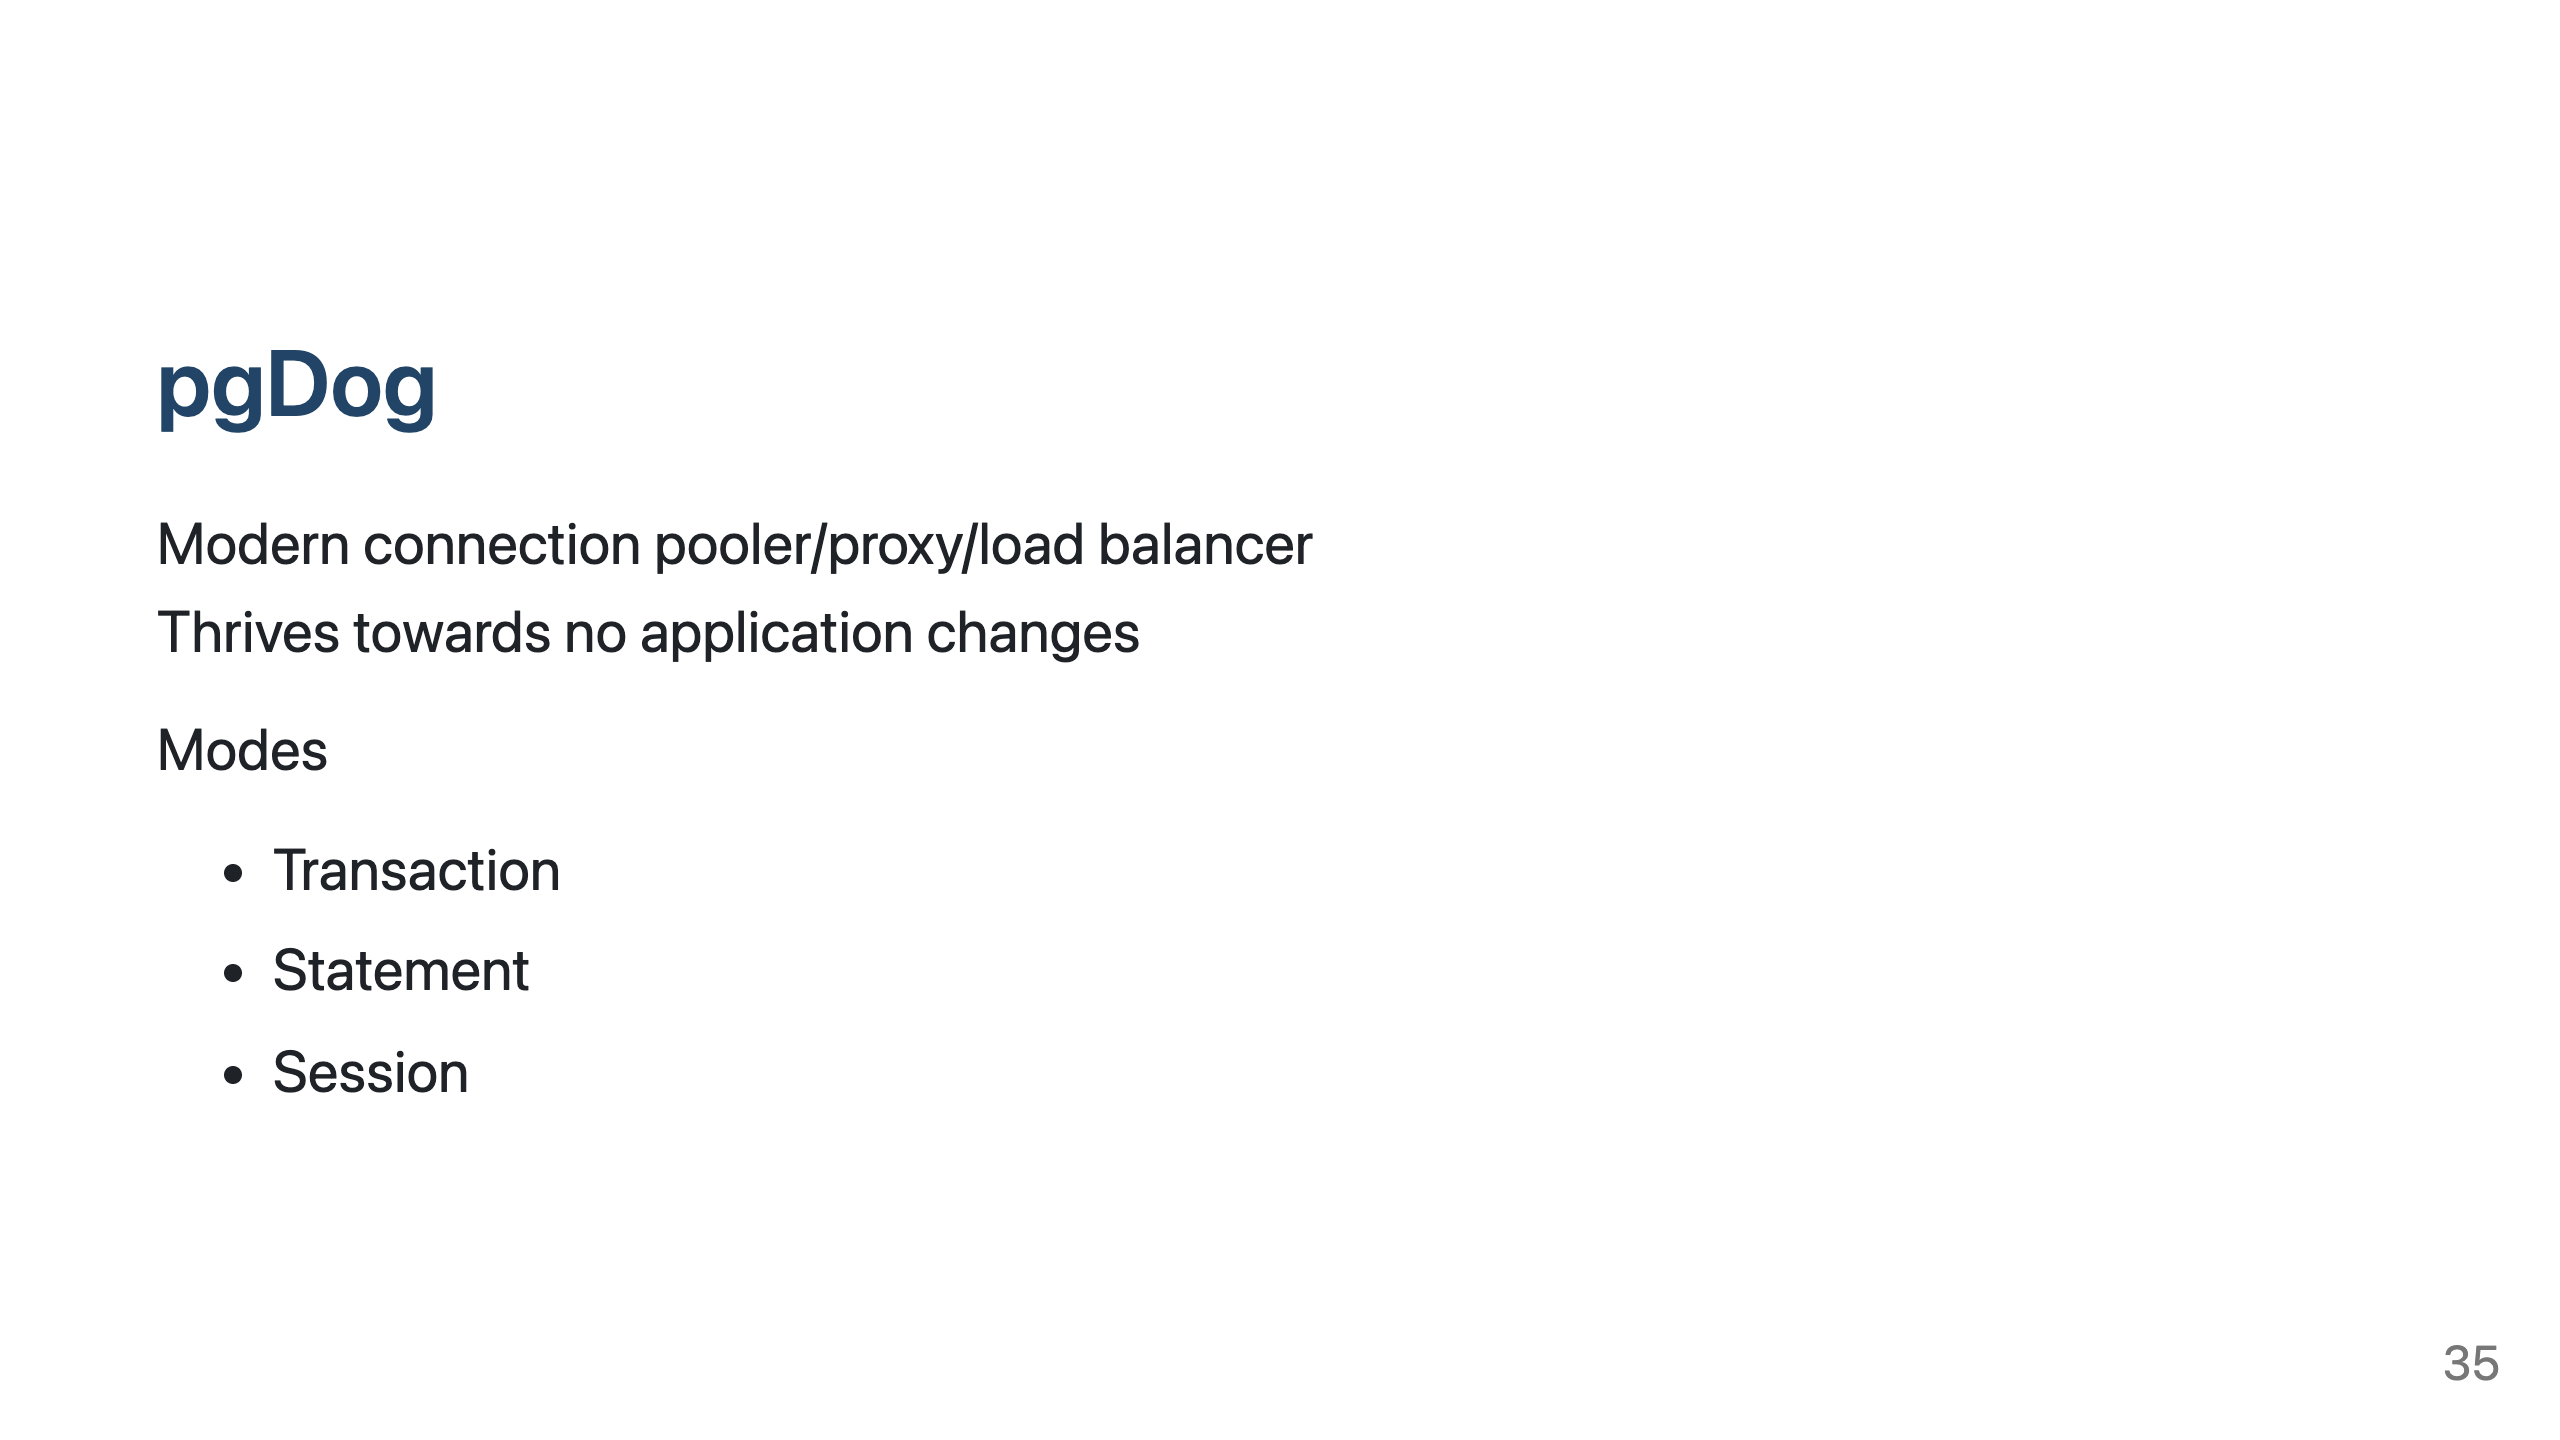 pgDog
Modern connection pooler/proxy/load balancer
Thrives towards no application changes
Modes
• Transaction
• Statement
• Session
35